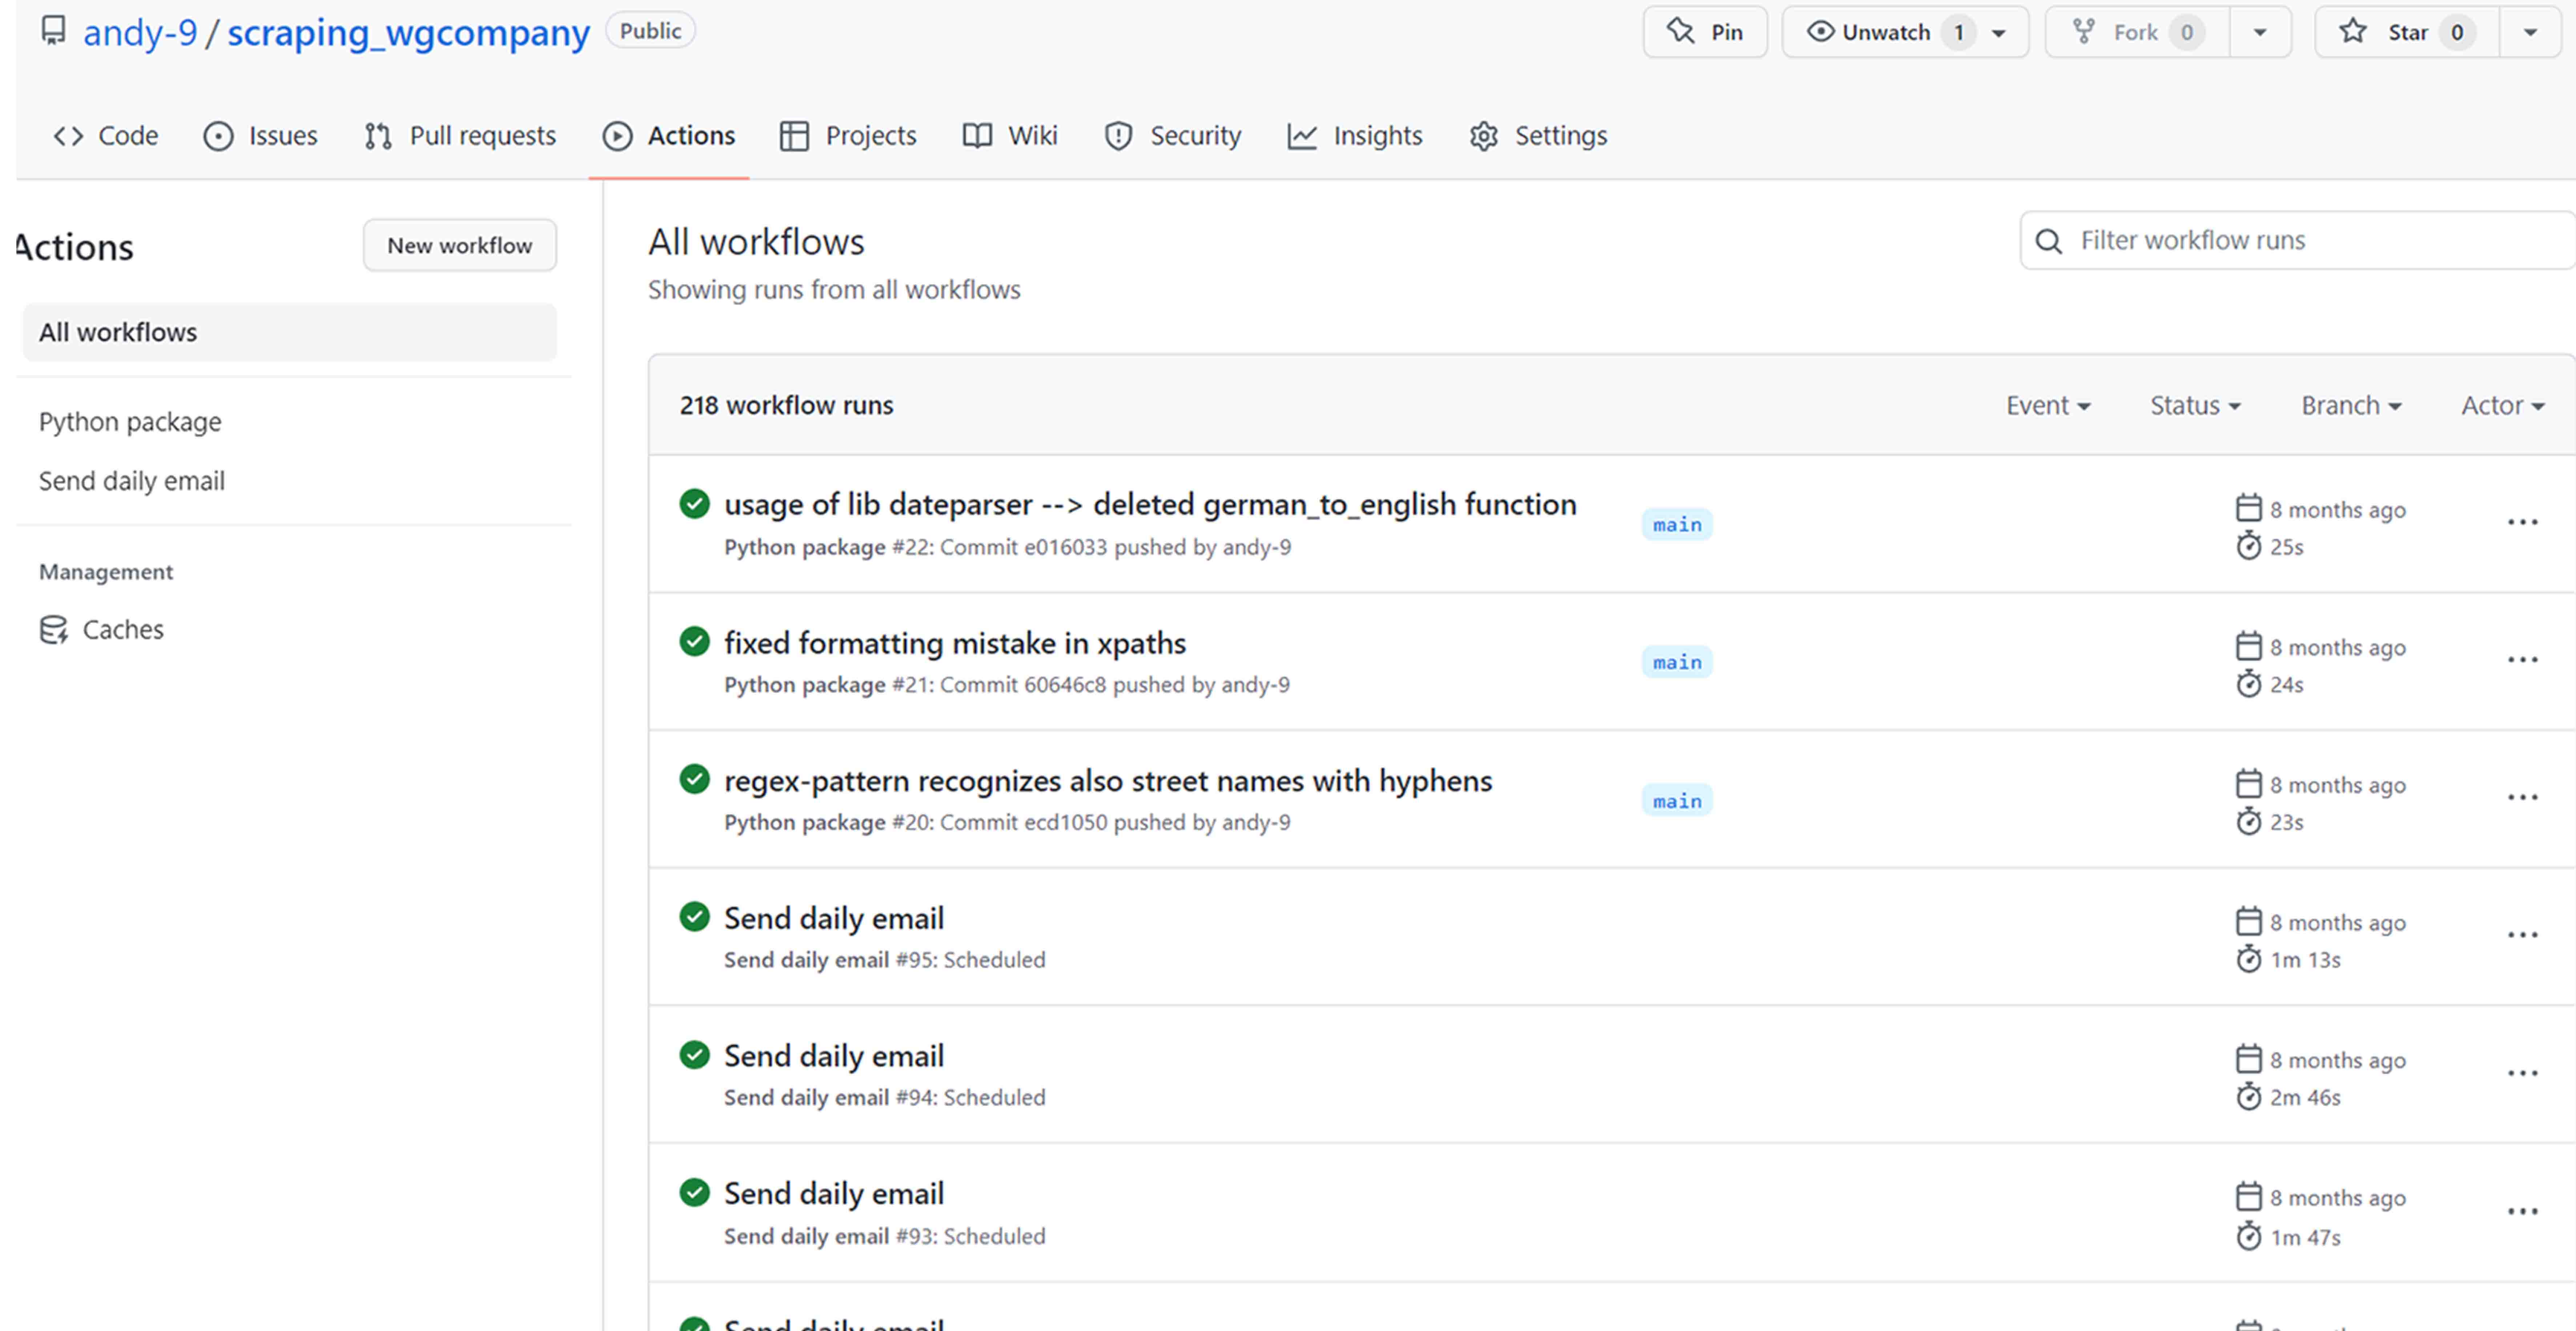 andy-9 / scraping_wgcompany Public Pin Unwatch 1 Fork 0 Star 0
Code Issues Pull requests Actions Projects Wiki Security Insights Settings
Actions New workflow
All workflows
Python package
Send daily email
Management
Caches
All workflows
Showing runs from all workflows
Filter workflow runs
218 workflow runs Event Status Branch Actor
usage of lib dateparser --> deleted german_to_english function
Python package #22: Commit e016033 pushed by andy-9
main
8 months ago
25s
fixed formatting mistake in xpaths
Python package #21: Commit 60646c8 pushed by andy-9
main
8 months ago
24s
regex-pattern recognizes also street names with hyphens
Python package #20: Commit ecd1050 pushed by andy-9
main
8 months ago
23s
Send daily email
Send daily email #95: Scheduled
8 months ago
1m 13s
Send daily email
Send daily email #94: Scheduled
8 months ago
2m 46s
Send daily email
Send daily email #93: Scheduled
8 months ago
1m 47s
Send daily email